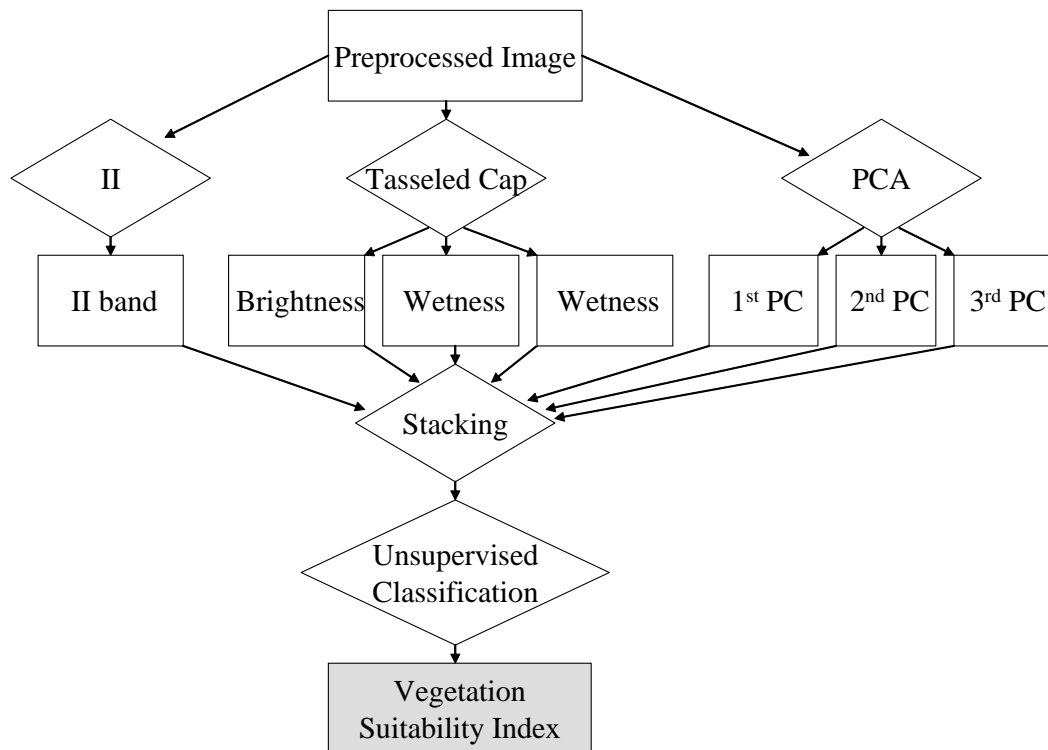 Preprocessed Image
II
Tasseled Cap
PCA
II band
Brightness
Wetness
Wetness
1st PC
2nd PC
3rd PC
Stacking
Unsupervised
Classification
Vegetation
Suitability Index